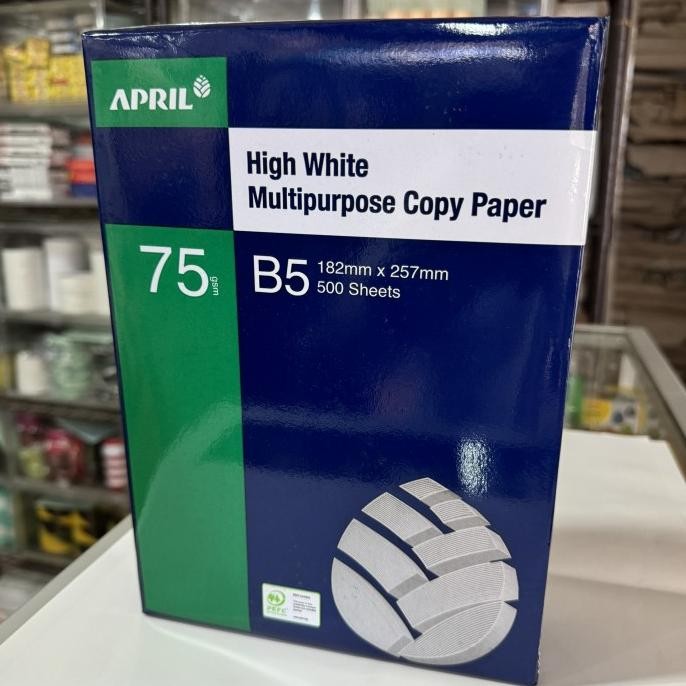 APRIL
High White
Multipurpose Copy Paper
75 gsm
B5
182mm x 257mm
500 Sheets
PEFC